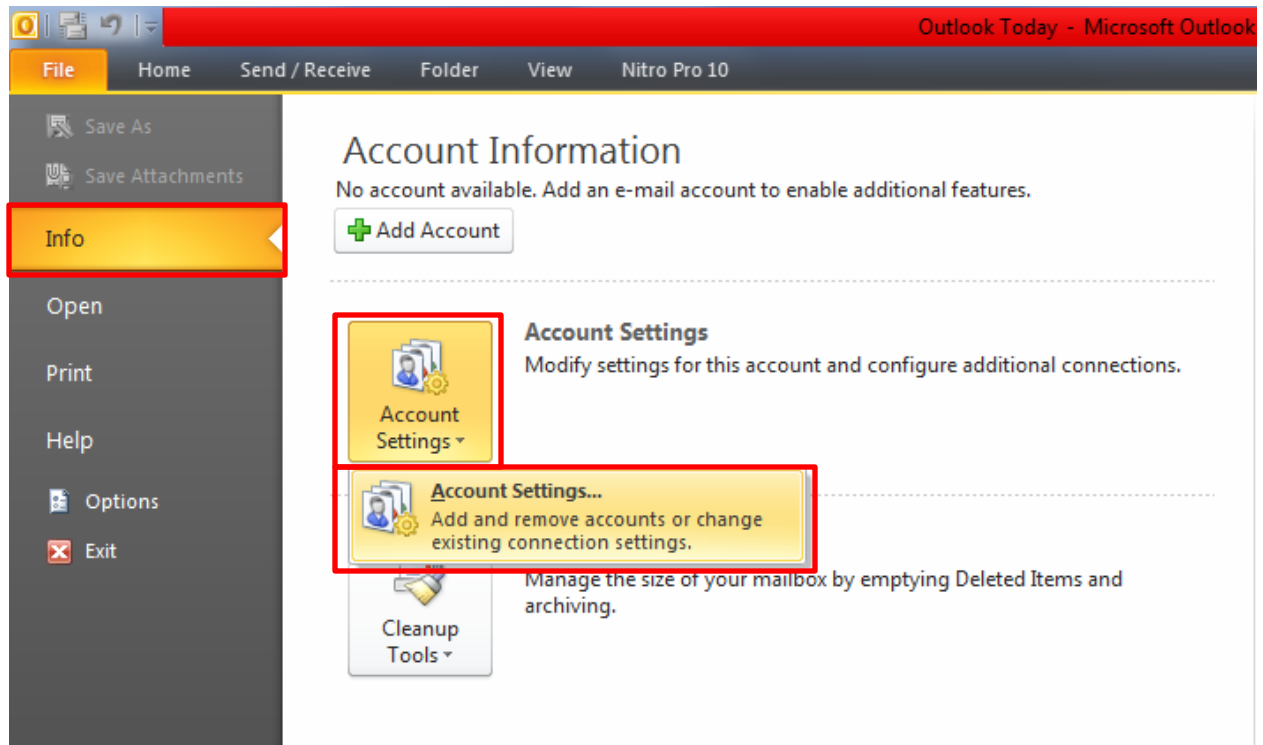 Outlook Today - Microsoft Outlook
File Home Send / Receive Folder View Nitro Pro 10
Save As
Save Attachments
Info
Open
Print
Help
Options
Exit
Account Information
No account available. Add an e-mail account to enable additional features.
Add Account
Account Settings
Account Settings
Modify settings for this account and configure additional connections.
Account Settings...
Add and remove accounts or change
existing connection settings.
Cleanup
Tools
Manage the size of your mailbox by emptying Deleted Items and
archiving.